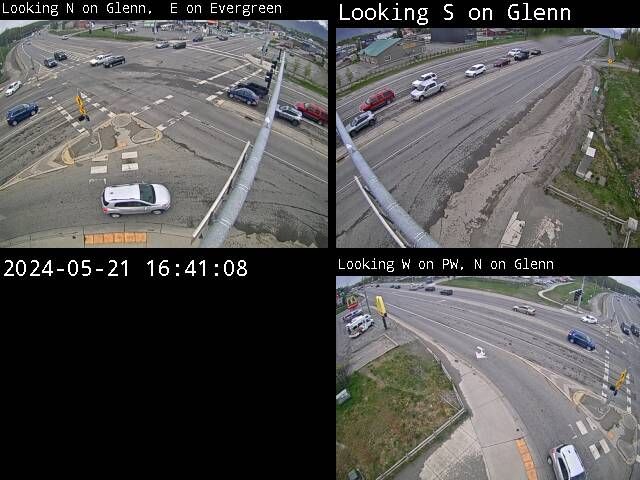 Looking N on Glenn, E on Evergreen
Looking S on Glenn
2024-05-21 16:41:08
Looking W on PW, N on Glenn